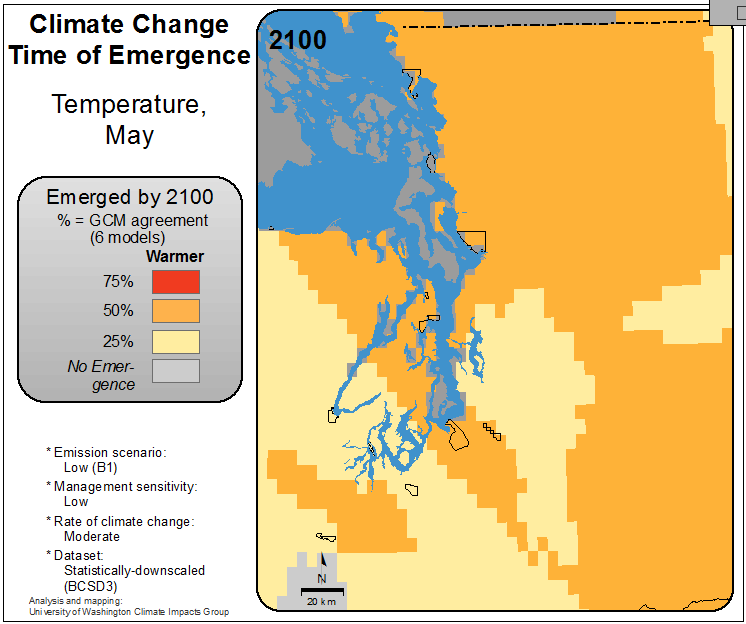 Climate Change
Time of Emergence
Temperature,
May
Emerged by 2100
% = GCM agreement
(6 models)
Warmer
75%
50%
25%
No Emer-
gence
* Emission scenario:
Low (B1)
* Management sensitivity:
Low
* Rate of climate change:
Moderate
* Dataset:
Statistically-downscaled
(BCSD3)
Analysis and mapping:
University of Washington Climate Impacts Group
2100
N
20 km